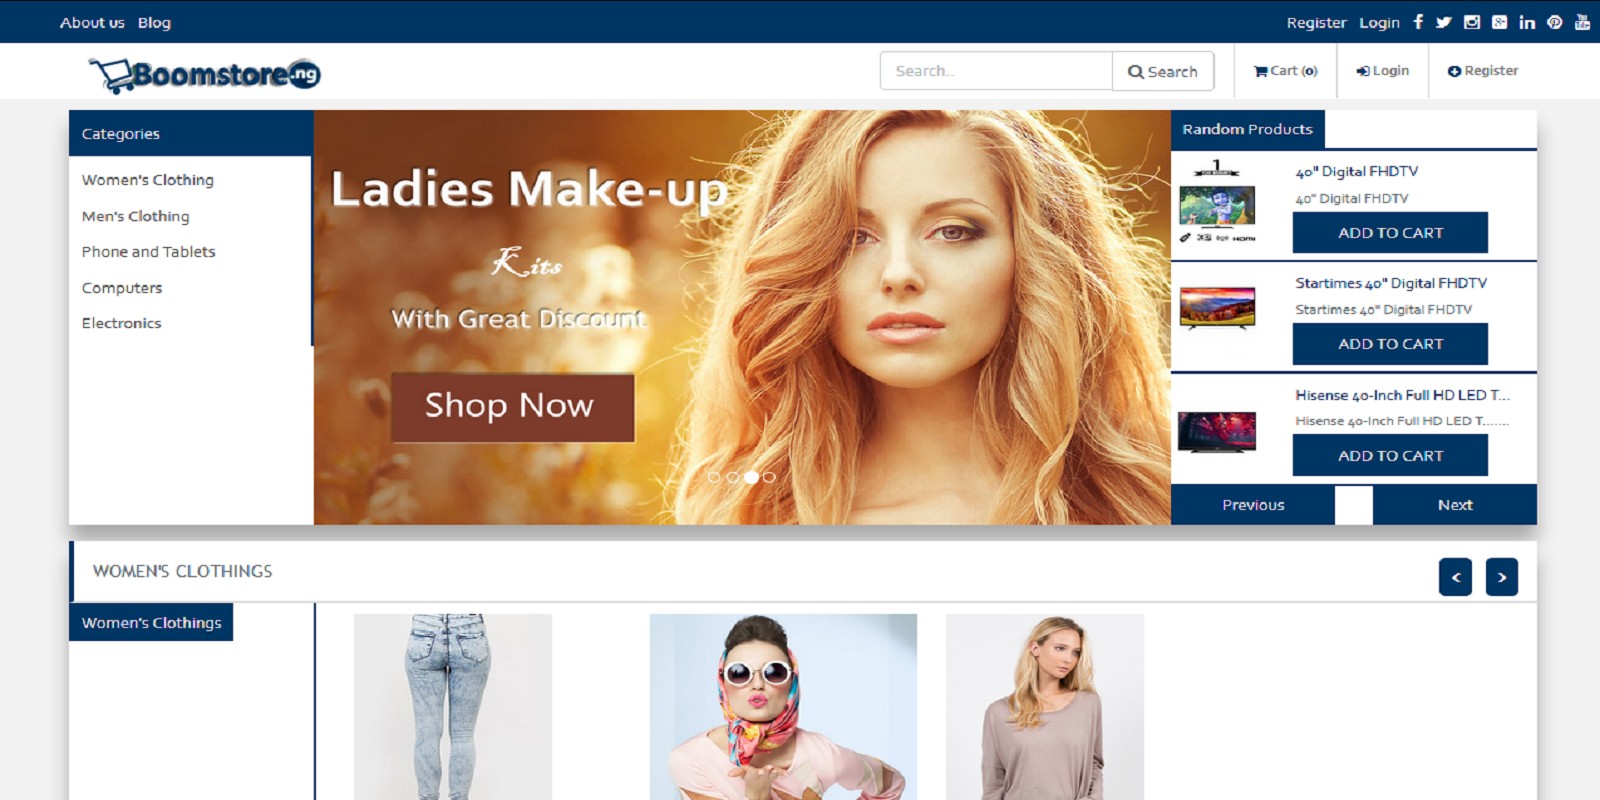 About us Blog
Register Login
Boomstore.ng
Search..
Search
Cart (0)
Login
Register
Categories
Women's Clothing
Men's Clothing
Phone and Tablets
Computers
Electronics
Ladies Make-up
Kits
With Great Discount
Shop Now
Random Products
1
HDMI
40" Digital FHDTV
40" Digital FHDTV
ADD TO CART
Startimes 40" Digital FHDTV
Startimes 40" Digital FHDTV
ADD TO CART
Hisense 40-Inch Full HD LED T...
Hisense 40-Inch Full HD LED T.......
ADD TO CART
Previous
Next
WOMEN'S CLOTHINGS
< >
Women's Clothings